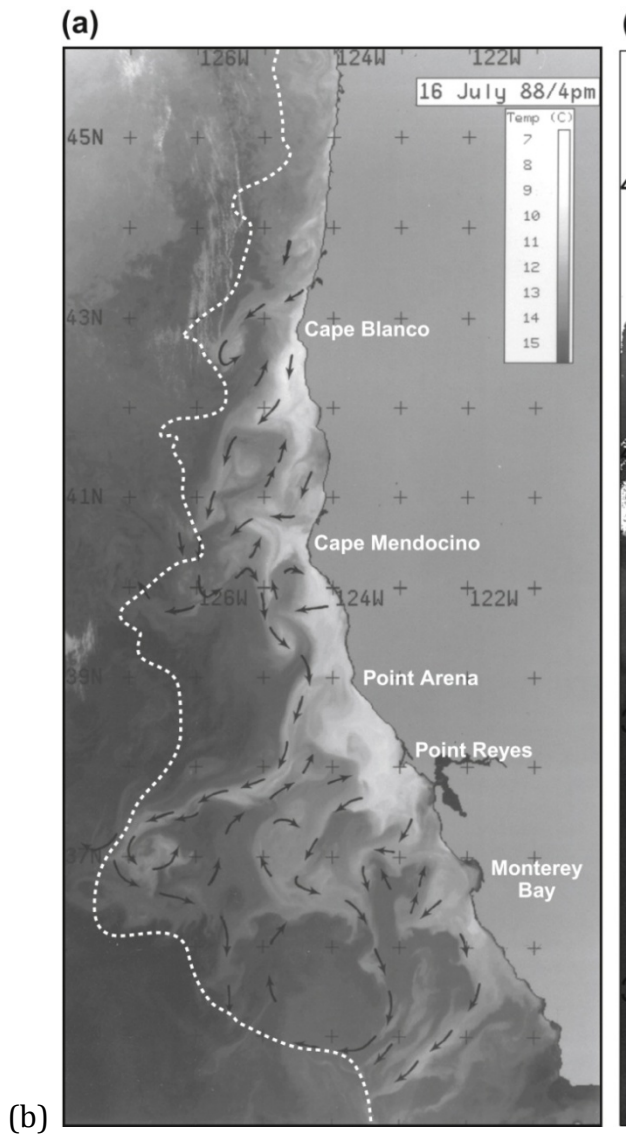 (a)
126W 124W 122W
16 July 88/4pm
Temp (C)
7
8
9
10
11
12
13
14
15
45N
43N
Cape Blanco
41N
Cape Mendocino
126W 124W 122W
39N
Point Arena
Point Reyes
37N
Monterey
Bay
(b)